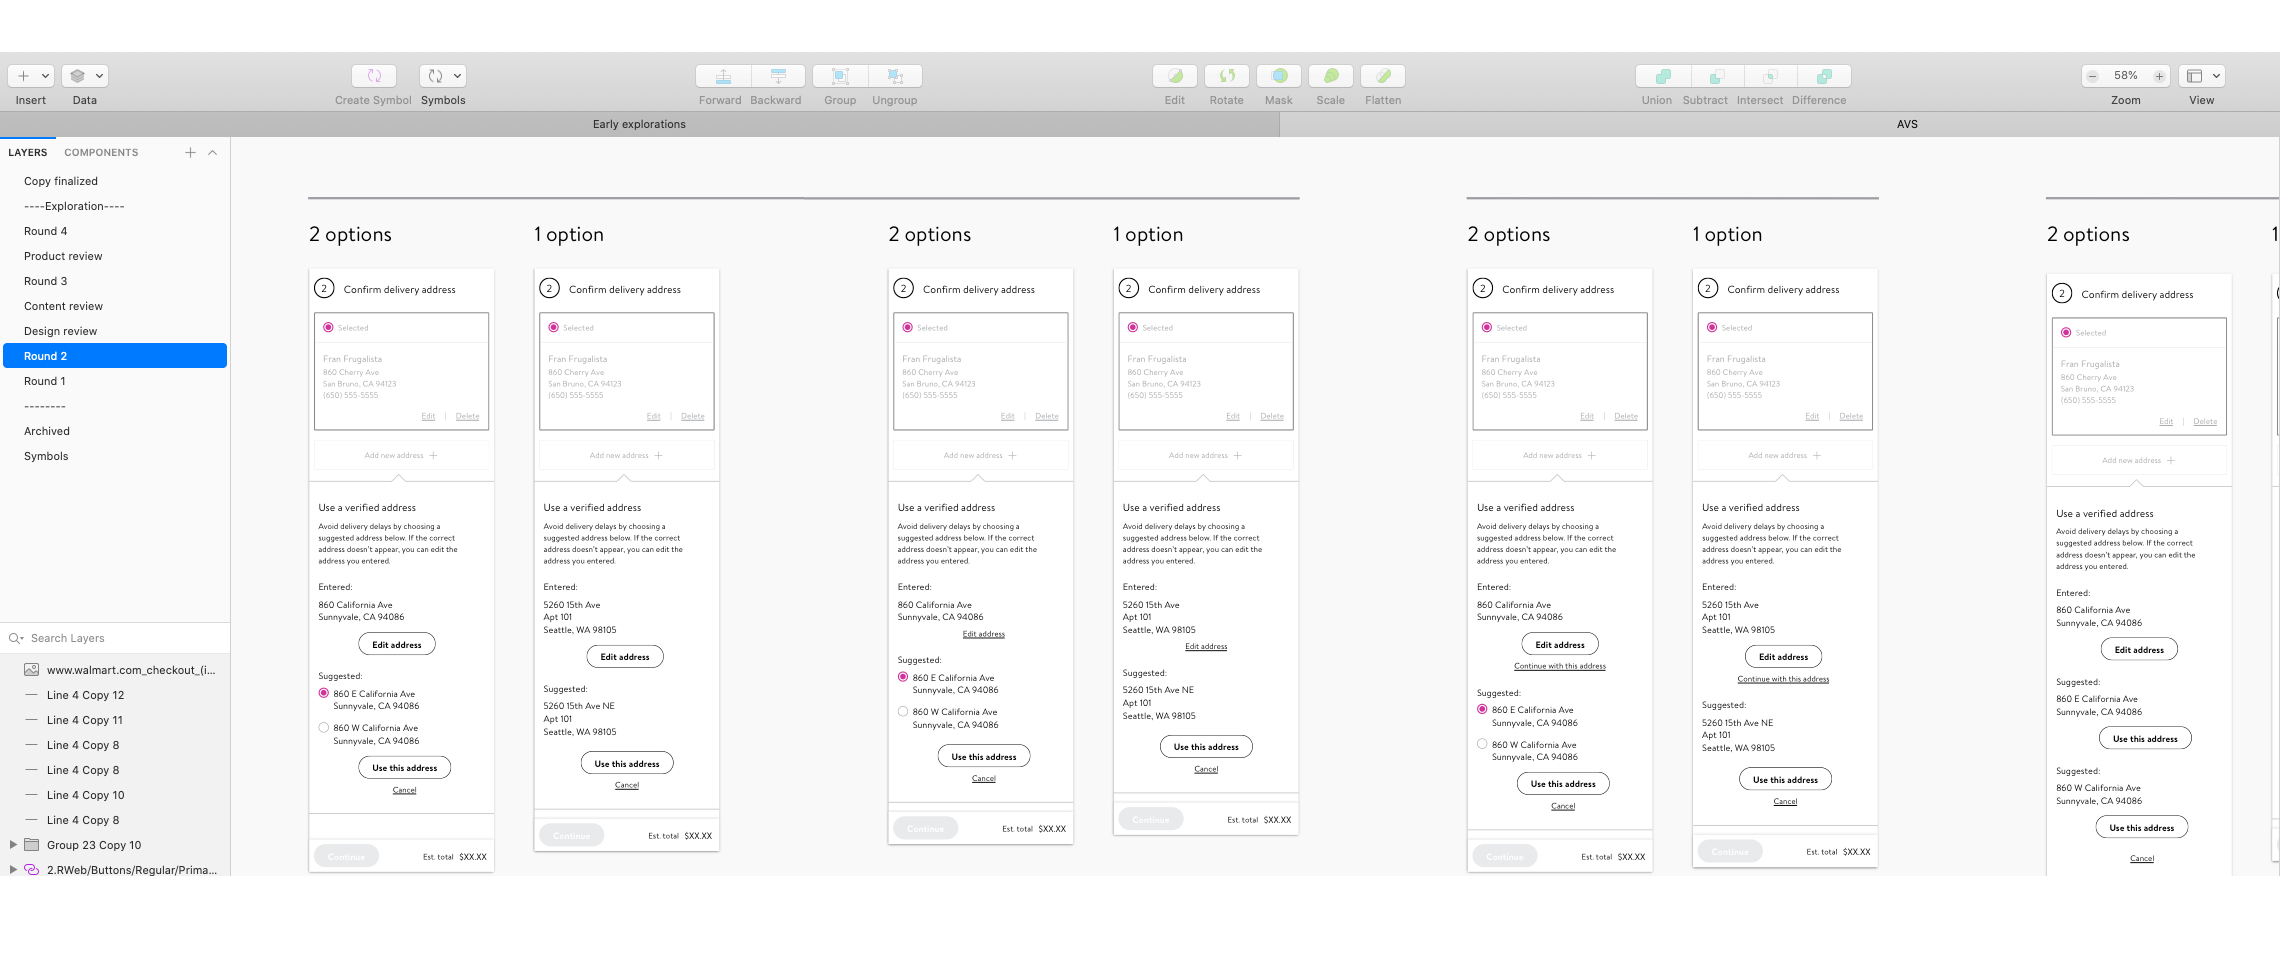 Insert
Data
Create Symbol
Symbols
Forward
Backward
Group
Ungroup
Edit
Rotate
Mask
Scale
Flatten
Union
Subtract
Intersect
Difference
58%
Zoom
View
Early explorations
AVS
LAYERS
COMPONENTS
Copy finalized
----Exploration----
Round 4
Product review
Round 3
Content review
Design review
Round 2
Round 1
--------
Archived
Symbols
Search Layers
www.walmart.com_checkout_(i...
Line 4 Copy 12
Line 4 Copy 11
Line 4 Copy 8
Line 4 Copy 8
Line 4 Copy 10
Line 4 Copy 8
Group 23 Copy 10
2.RWeb/Buttons/Regular/Prima...
2 options
2 Confirm delivery address
Selected
Fran Frugalista
860 Cherry Ave
San Bruno, CA 94123
(650) 555-5555
Edit | Delete
Add new address +
Use a verified address
Avoid delivery delays by choosing a
suggested address below. If the correct
address doesn't appear, you can edit the
address you entered.
Entered:
860 California Ave
Sunnyvale, CA 94086
Edit address
Suggested:
860 E California Ave
Sunnyvale, CA 94086
860 W California Ave
Sunnyvale, CA 94086
Use this address
Cancel
Continue
Est. total $XX.XX
1 option
2 Confirm delivery address
Selected
Fran Frugalista
860 Cherry Ave
San Bruno, CA 94123
(650) 555-5555
Edit | Delete
Add new address +
Use a verified address
Avoid delivery delays by choosing a
suggested address below. If the correct
address doesn't appear, you can edit the
address you entered.
Entered:
5260 15th Ave
Apt 101
Seattle, WA 98105
Edit address
Suggested:
5260 15th Ave NE
Apt 101
Seattle, WA 98105
Use this address
Cancel
Continue
Est. total $XX.XX
2 options
2 Confirm delivery address
Selected
Fran Frugalista
860 Cherry Ave
San Bruno, CA 94123
(650) 555-5555
Edit | Delete
Add new address +
Use a verified address
Avoid delivery delays by choosing a
suggested address below. If the correct
address doesn't appear, you can edit the
address you entered.
Entered:
860 California Ave
Sunnyvale, CA 94086
Edit address
Suggested:
860 E California Ave
Sunnyvale, CA 94086
860 W California Ave
Sunnyvale, CA 94086
Use this address
Cancel
Continue
Est. total $XX.XX
1 option
2 Confirm delivery address
Selected
Fran Frugalista
860 Cherry Ave
San Bruno, CA 94123
(650) 555-5555
Edit | Delete
Add new address +
Use a verified address
Avoid delivery delays by choosing a
suggested address below. If the correct
address doesn't appear, you can edit the
address you entered.
Entered:
5260 15th Ave
Apt 101
Seattle, WA 98105
Edit address
Suggested:
5260 15th Ave NE
Apt 101
Seattle, WA 98105
Use this address
Cancel
Continue
Est. total $XX.XX
2 options
2 Confirm delivery address
Selected
Fran Frugalista
860 Cherry Ave
San Bruno, CA 94123
(650) 555-5555
Edit | Delete
Add new address +
Use a verified address
Avoid delivery delays by choosing a
suggested address below. If the correct
address doesn't appear, you can edit the
address you entered.
Entered:
860 California Ave
Sunnyvale, CA 94086
Edit address
Continue with this address
Suggested:
860 E California Ave
Sunnyvale, CA 94086
860 W California Ave
Sunnyvale, CA 94086
Use this address
Cancel
Continue
Est. total $XX.XX
1 option
2 Confirm delivery address
Selected
Fran Frugalista
860 Cherry Ave
San Bruno, CA 94123
(650) 555-5555
Edit | Delete
Add new address +
Use a verified address
Avoid delivery delays by choosing a
suggested address below. If the correct
address doesn't appear, you can edit the
address you entered.
Entered:
5260 15th Ave
Apt 101
Seattle, WA 98105
Edit address
Continue with this address
Suggested:
5260 15th Ave NE
Apt 101
Seattle, WA 98105
Use this address
Cancel
Continue
Est. total $XX.XX
2 options
2 Confirm delivery address
Selected
Fran Frugalista
860 Cherry Ave
San Bruno, CA 94123
(650) 555-5555
Edit | Delete
Add new address +
Use a verified address
Avoid delivery delays by choosing a
suggested address below. If the correct
address doesn't appear, you can edit the
address you entered.
Entered:
860 California Ave
Sunnyvale, CA 94086
Edit address
Suggested:
860 E California Ave
Sunnyvale, CA 94086
Use this address
Suggested:
860 W California Ave
Sunnyvale, CA 94086
Use this address
Cancel
1